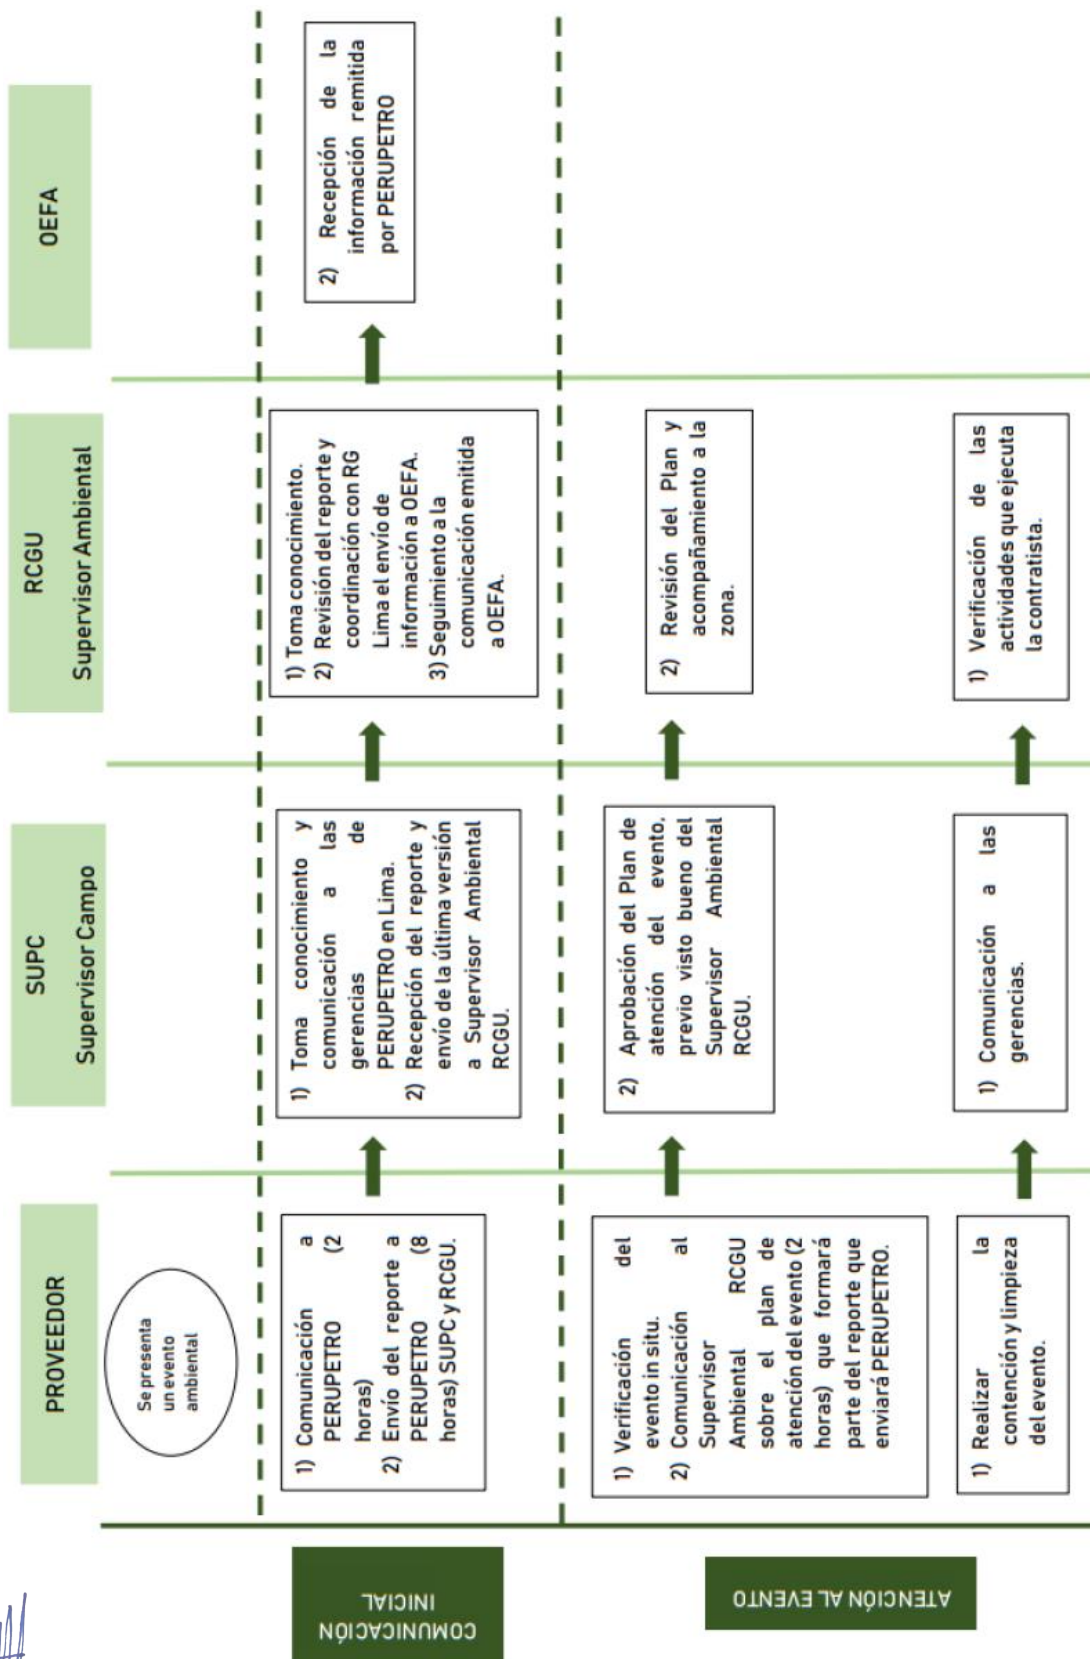 PROVEEDOR
SUPC
Supervisor Campo
RCGU
Supervisor Ambiental
OEFA
Se presenta
un evento
ambiental
COMUNICACIÓN
INICIAL
1) Comunicación a
PERUPETRO (2
horas)
2) Envío del reporte a
PERUPETRO (8
horas) SUPC y RCGU.
1) Toma conocimiento y
comunicación a las
gerencias de
PERUPETRO en Lima.
2) Recepción del reporte y
envío de la última versión
a Supervisor Ambiental
RCGU.
1) Toma conocimiento.
2) Revisión del reporte y
coordinación con RG
Lima el envío de
información a OEFA.
3) Seguimiento a la
comunicación emitida
a OEFA.
2) Recepción de la
información remitida
por PERUPETRO
ATENCIÓN AL EVENTO
1) Verificación del
evento in situ.
2) Comunicación al
Supervisor
Ambiental RCGU
sobre el plan de
atención del evento (2
horas) que formará
parte del reporte que
enviará PERUPETRO.
2) Aprobación del Plan de
atención del evento,
previo visto bueno del
Supervisor Ambiental
RCGU.
2) Revisión del Plan y
acompañamiento a la
zona.
1) Realizar la
contención y limpieza
del evento.
1) Comunicación a las
gerencias.
1) Verificación de las
actividades que ejecuta
la contratista.